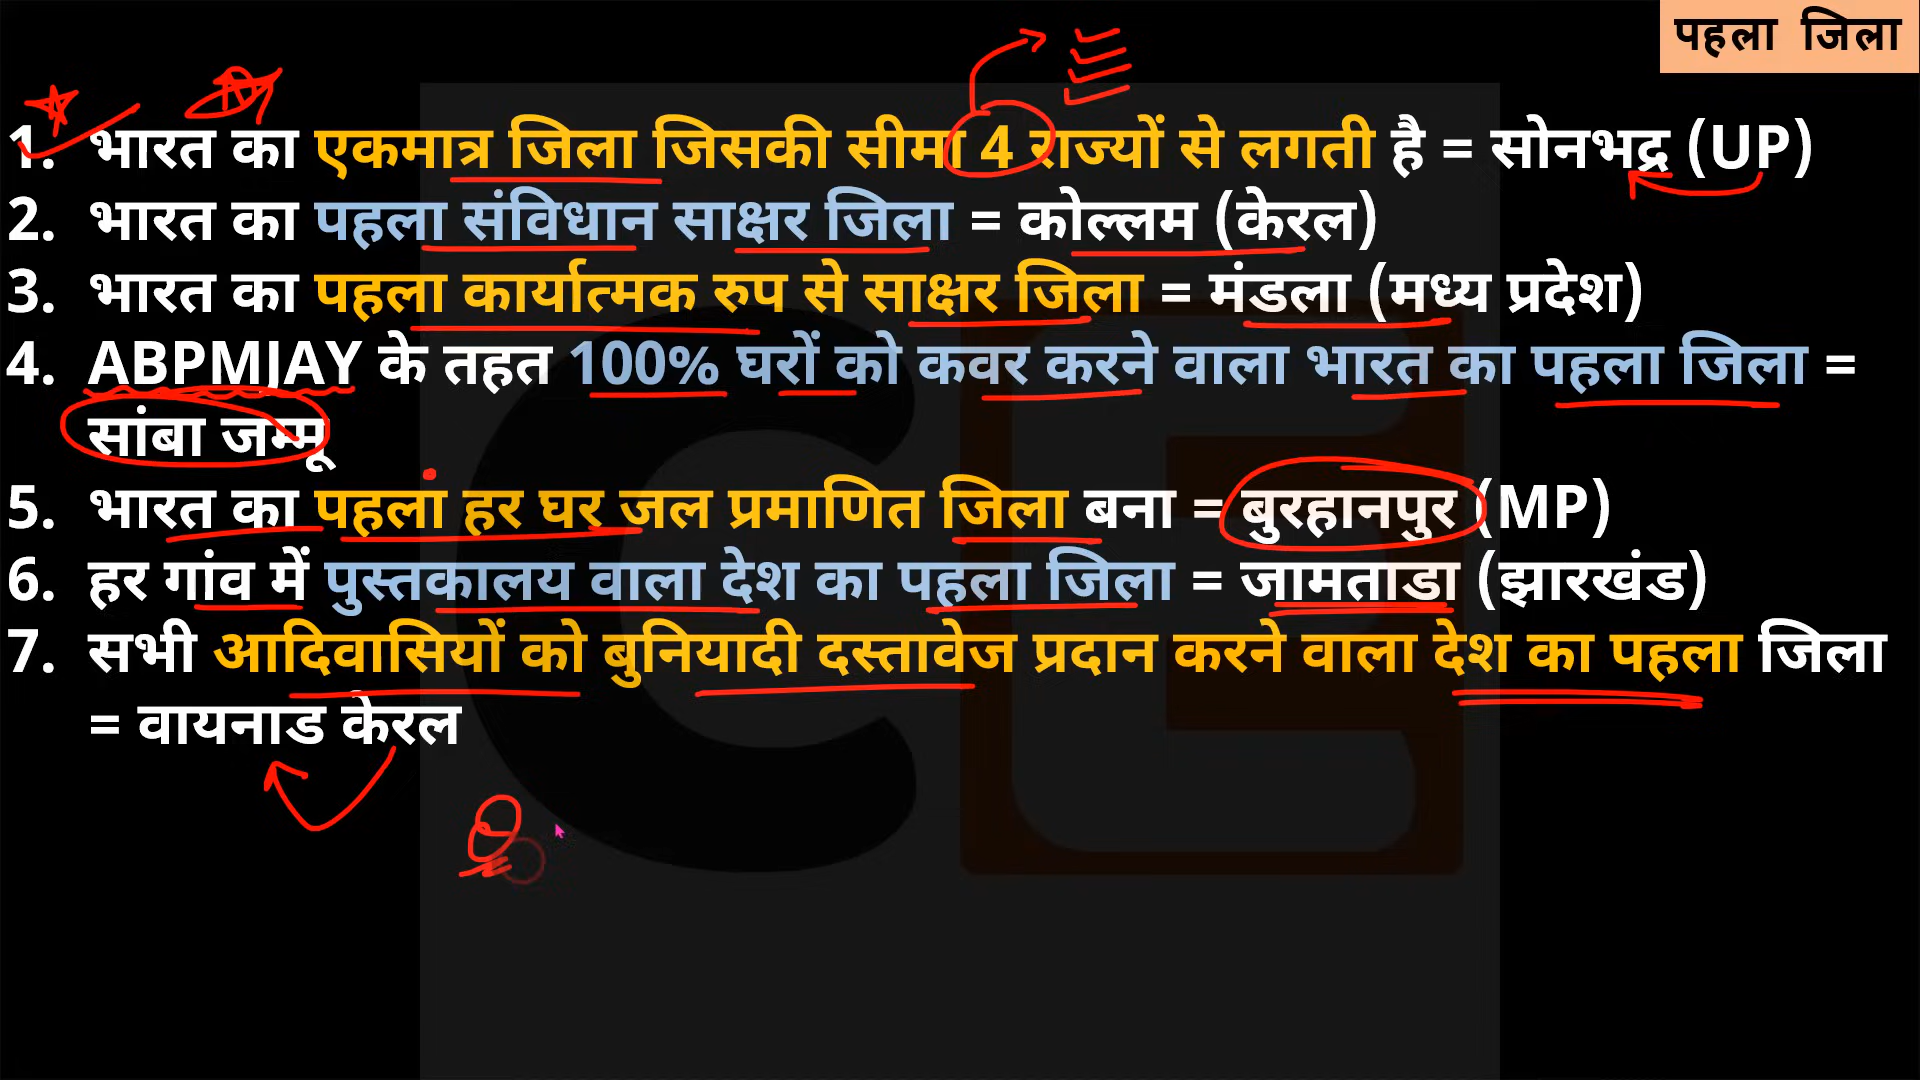 पहला जिला
1. भारत का एकमात्र जिला जिसकी सीमा 4 राज्यों से लगती है = सोनभद्र (UP)
2. भारत का पहला संविधान साक्षर जिला = कोल्लम (केरल)
3. भारत का पहला कार्यात्मक रुप से साक्षर जिला = मंडला (मध्य प्रदेश)
4. ABPMJAY के तहत 100% घरों को कवर करने वाला भारत का पहला जिला =
सांबा जम्मू
5. भारत का पहला हर घर जल प्रमाणित जिला बना = बुरहानपुर (MP)
6. हर गांव में पुस्तकालय वाला देश का पहला जिला = जामताडा (झारखंड)
7. सभी आदिवासियों को बुनियादी दस्तावेज प्रदान करने वाला देश का पहला जिला
= वायनाड केरल